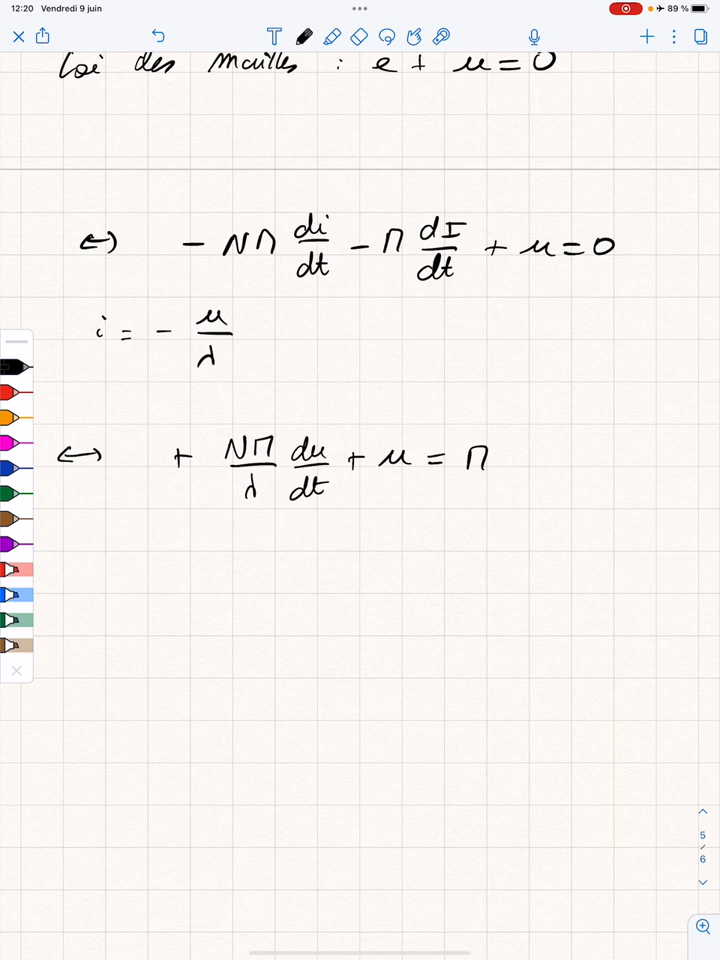 12:20 Vendredi 9 juin 89 %
Loi des mailles : e + u = 0
↔ - NΠ di/dt - Π dI/dt + u = 0
i = - u/λ
↔ + NΠ/λ du/dt + u = Π
5
/
6